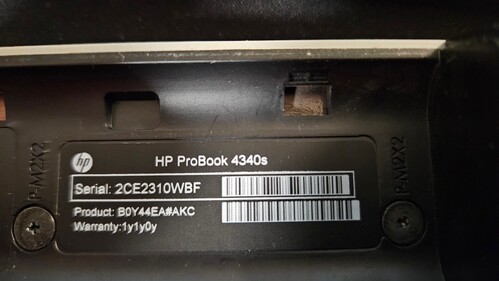 hp
HP ProBook 4340s
Serial: 2CE2310WBF
Product: B0Y44EA#AKC
Warranty:1y1y0y
P-M2X2
P-M2X2